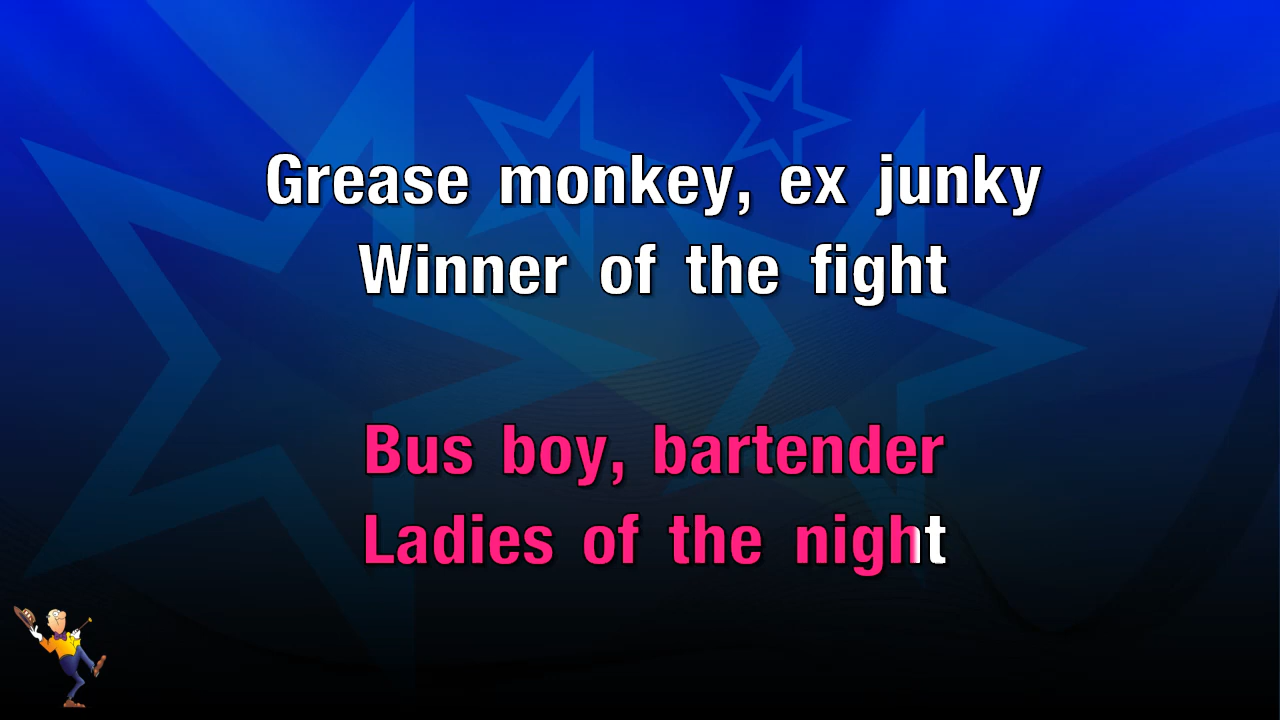 Grease monkey, ex junky
Winner of the fight
Bus boy, bartender
Ladies of the night